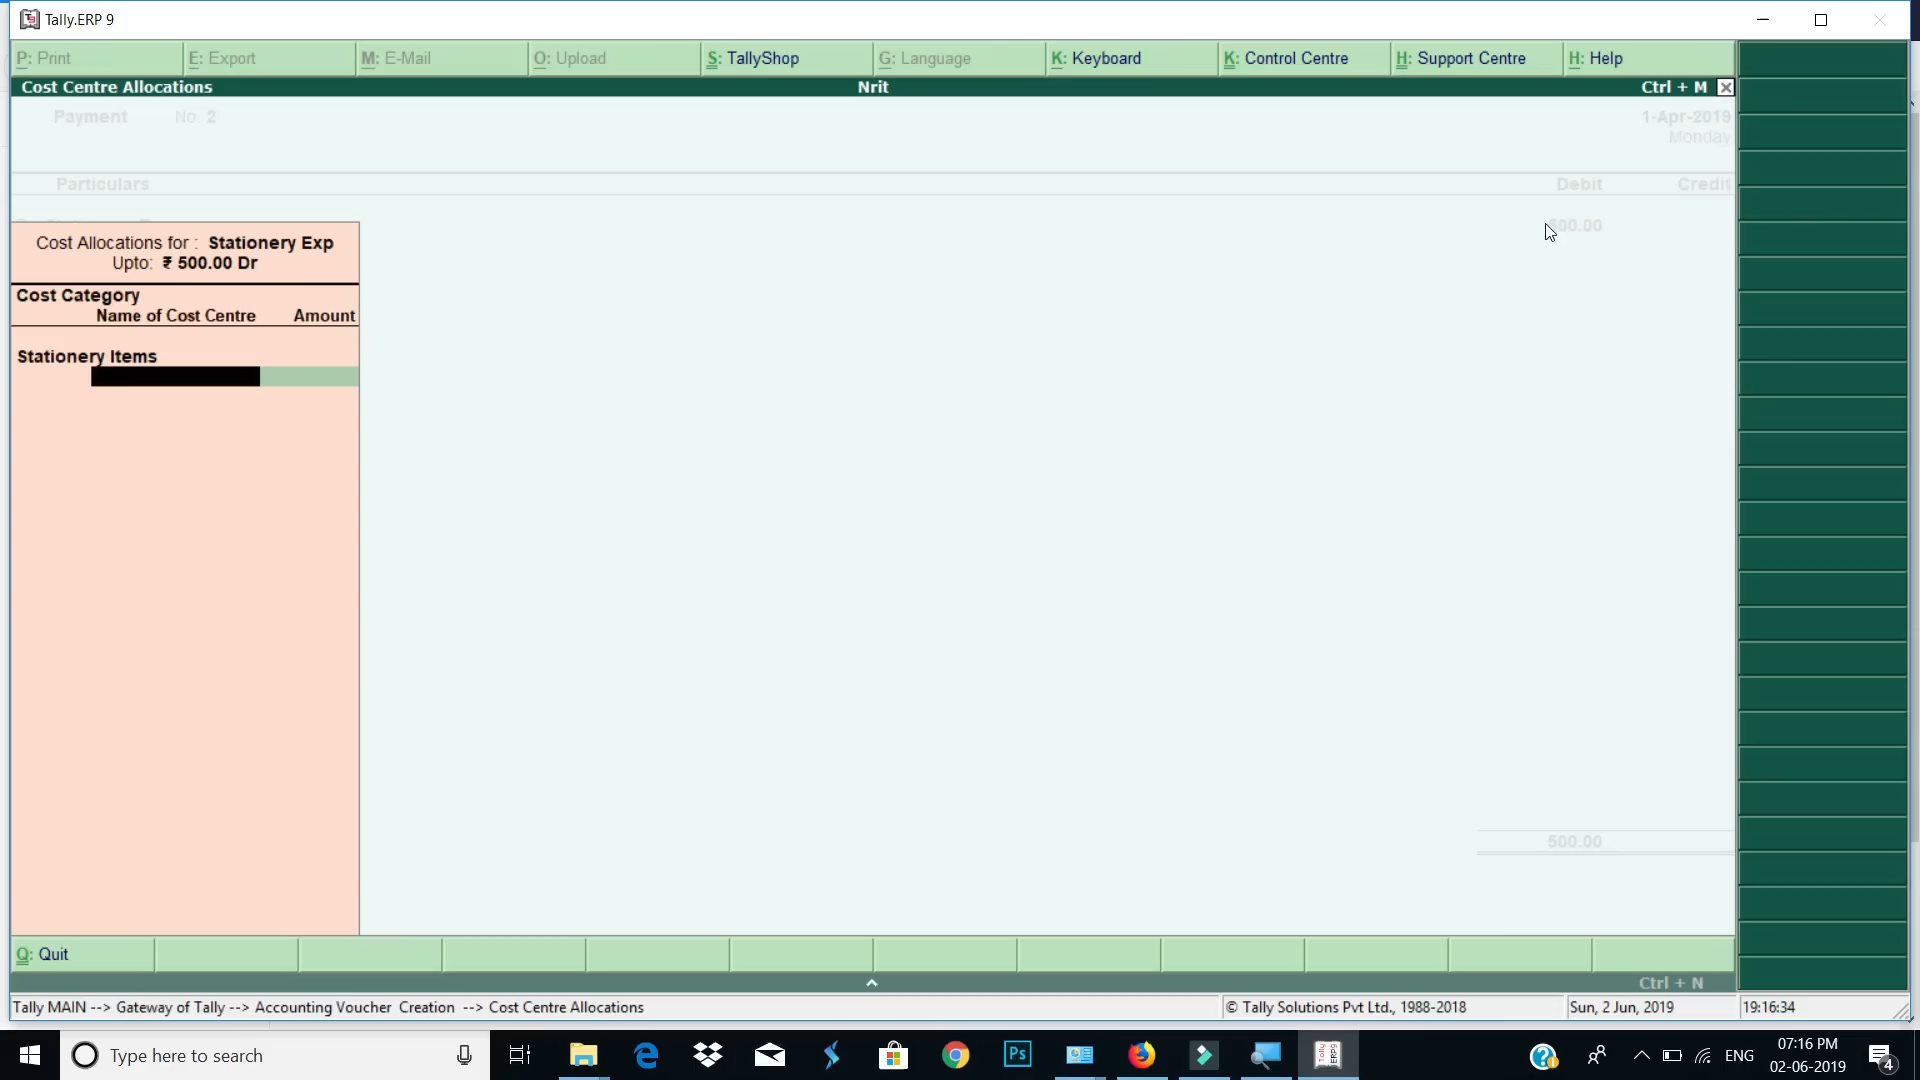 Tally.ERP 9
P: Print E: Export M: E-Mail O: Upload S: TallyShop G: Language K: Keyboard K: Control Centre H: Support Centre H: Help
Cost Centre Allocations Nrit Ctrl + M
Payment No. 2 1-Apr-2019
Monday
Particulars Debit Credit
500.00
Cost Allocations for : Stationery Exp
Upto: ₹ 500.00 Dr
Cost Category
Name of Cost Centre Amount
Stationery Items
500.00
Q: Quit
Ctrl + N
Tally MAIN --> Gateway of Tally --> Accounting Voucher Creation --> Cost Centre Allocations © Tally Solutions Pvt Ltd., 1988-2018 Sun, 2 Jun, 2019 19:16:34
Type here to search Ps ENG 07:16 PM
02-06-2019 4